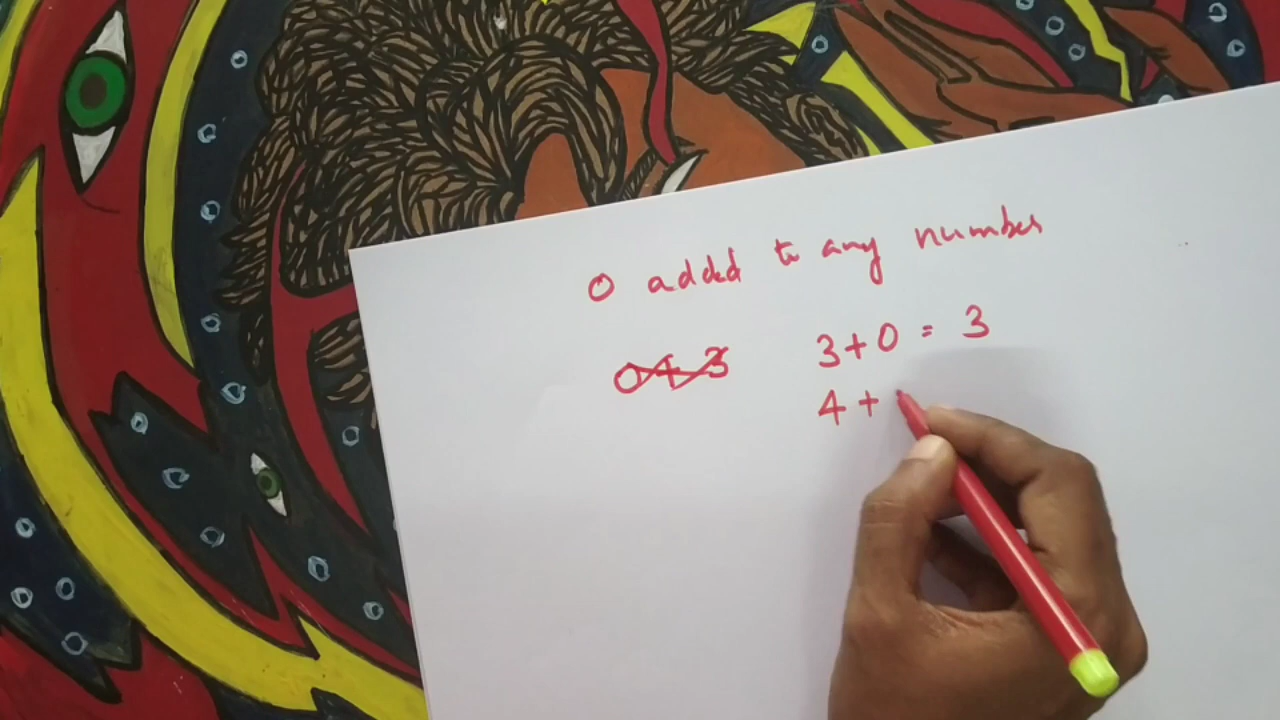 0 added to any number
3+0 = 3
4+